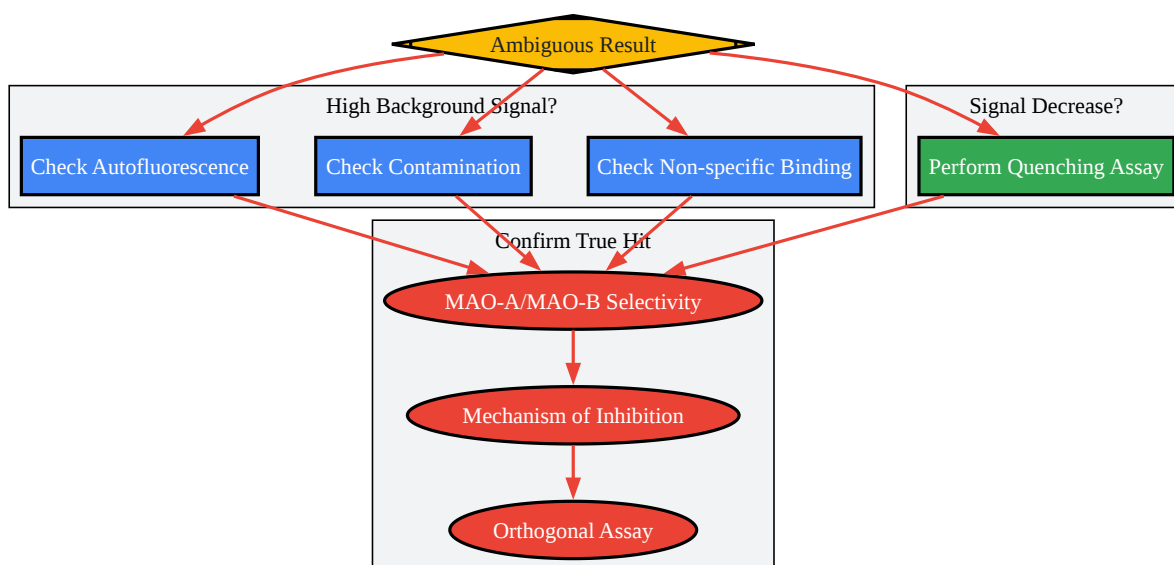 Ambiguous Result
High Background Signal?
Signal Decrease?
Check Autofluorescence
Check Contamination
Check Non-specific Binding
Perform Quenching Assay
Confirm True Hit
MAO-A/MAO-B Selectivity
Mechanism of Inhibition
Orthogonal Assay